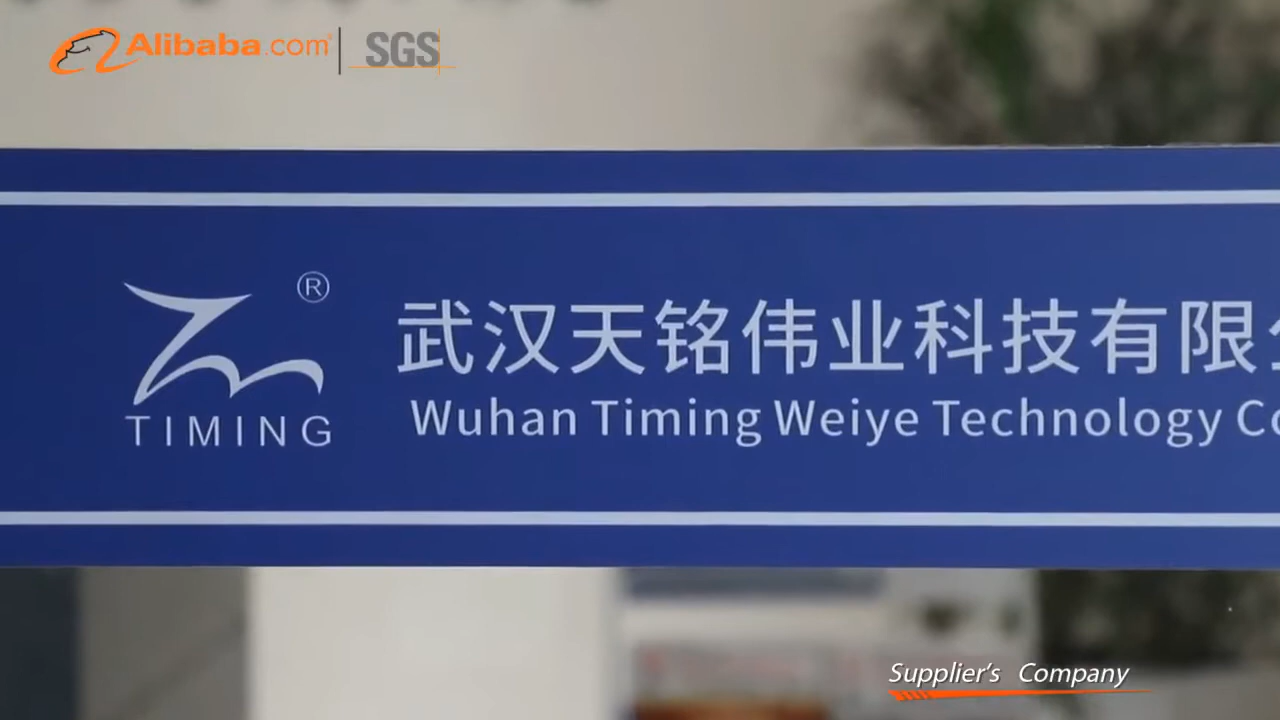 Alibaba.com
SGS
®
TIMING
武汉天铭伟业科技有限
Wuhan Timing Weiye Technology Co
Supplier's Company